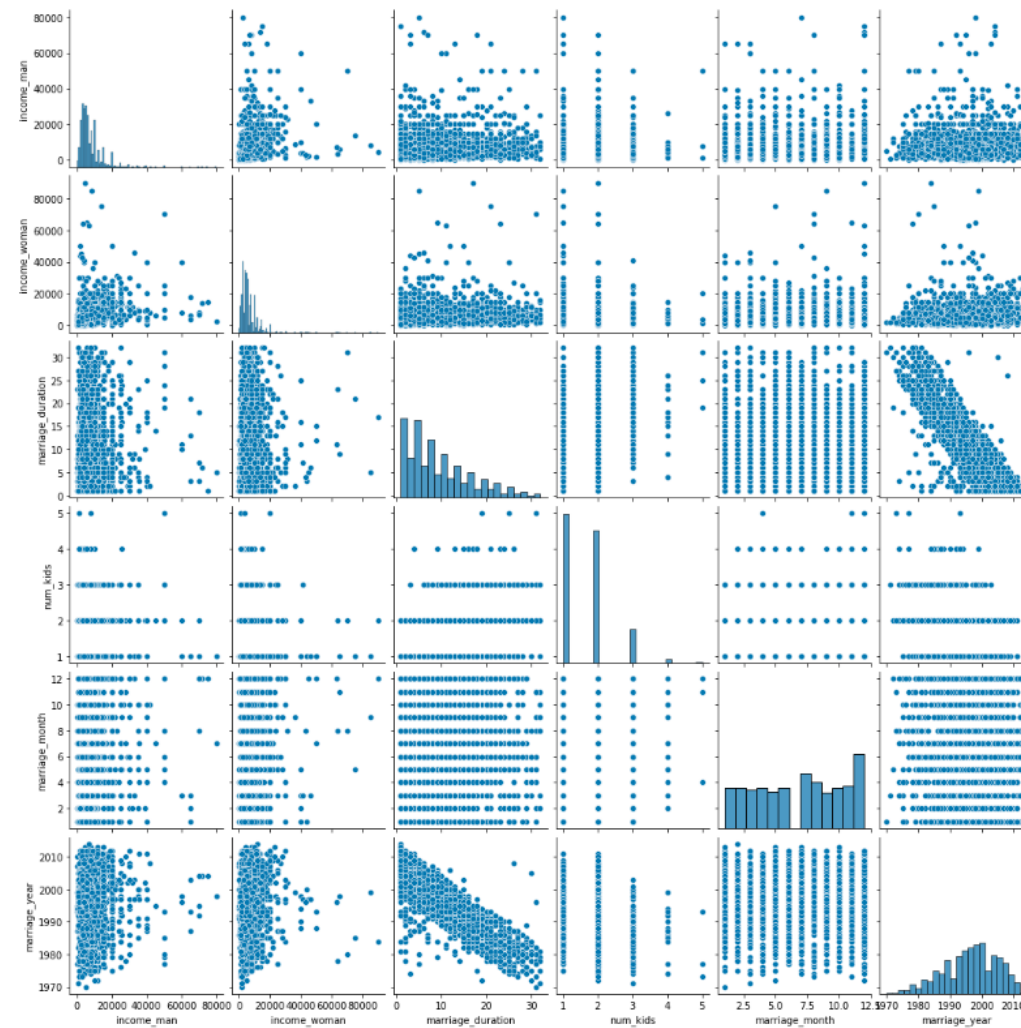 80000
60000
40000
20000
0
income_man
80000
60000
40000
20000
0
income_woman
30
25
20
15
10
5
0
marriage_duration
5
4
3
2
1
num_kids
12
10
8
6
4
2
marriage_month
2010
2000
1990
1980
1970
marriage_year
0 20000 40000 60000 80000
0 20000 40000 60000 80000
0 10 20 30
1 2 3 4 5
2.5 5.0 7.5 10.0 12.5
1970 1980 1990 2000 2010
income_man income_woman marriage_duration num_kids marriage_month marriage_year